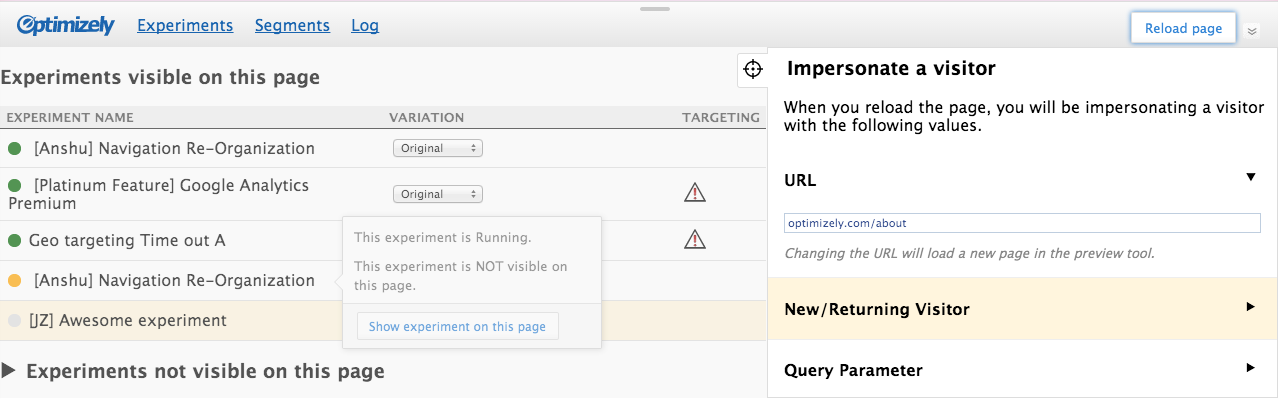 Optimizely Experiments Segments Log Reload page
Experiments visible on this page
EXPERIMENT NAME VARIATION TARGETING
[Anshu] Navigation Re-Organization Original
[Platinum Feature] Google Analytics
Premium
Original
Geo targeting Time out A
[Anshu] Navigation Re-Organization
[JZ] Awesome experiment
This experiment is Running.
This experiment is NOT visible on
this page.
Show experiment on this page
Experiments not visible on this page
Impersonate a visitor
When you reload the page, you will be impersonating a visitor
with the following values.
URL
optimizely.com/about
Changing the URL will load a new page in the preview tool.
New/Returning Visitor
Query Parameter